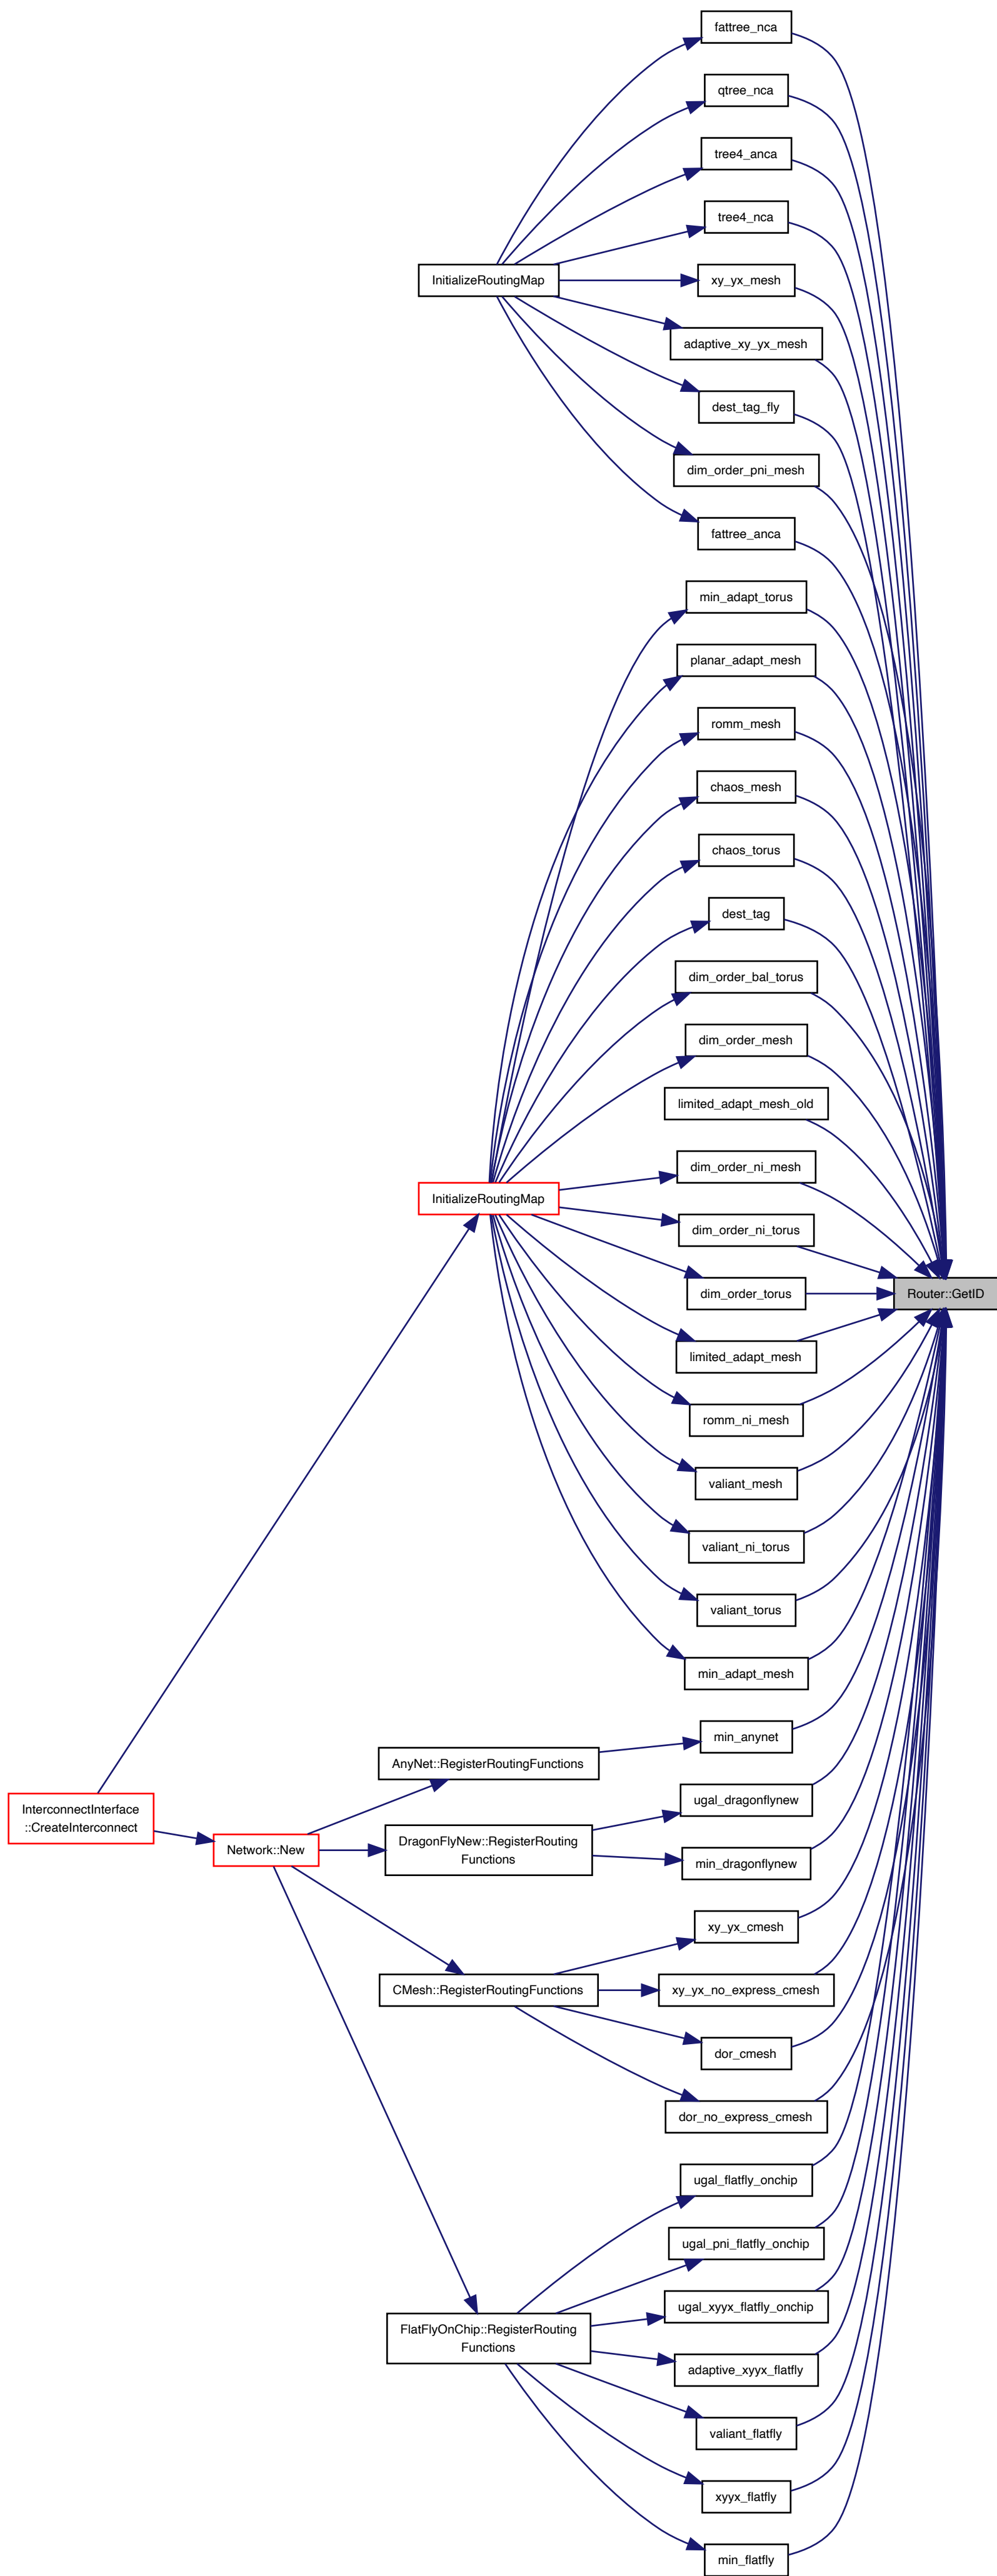 fattree_nca
qtree_nca
tree4_anca
tree4_nca
InitializeRoutingMap
xy_yx_mesh
adaptive_xy_yx_mesh
dest_tag_fly
dim_order_pni_mesh
fattree_anca
min_adapt_torus
planar_adapt_mesh
romm_mesh
chaos_mesh
chaos_torus
dest_tag
dim_order_bal_torus
dim_order_mesh
limited_adapt_mesh_old
dim_order_ni_mesh
InitializeRoutingMap
dim_order_ni_torus
dim_order_torus
Router::GetID
limited_adapt_mesh
romm_ni_mesh
valiant_mesh
valiant_ni_torus
valiant_torus
min_adapt_mesh
min_anynet
AnyNet::RegisterRoutingFunctions
ugal_dragonflynew
InterconnectInterface
::CreateInterconnect
DragonFlyNew::RegisterRouting
Functions
Network::New
min_dragonflynew
xy_yx_cmesh
CMesh::RegisterRoutingFunctions
xy_yx_no_express_cmesh
dor_cmesh
dor_no_express_cmesh
ugal_flatfly_onchip
ugal_pni_flatfly_onchip
ugal_xyyx_flatfly_onchip
FlatFlyOnChip::RegisterRouting
Functions
adaptive_xyyx_flatfly
valiant_flatfly
xyyx_flatfly
min_flatfly